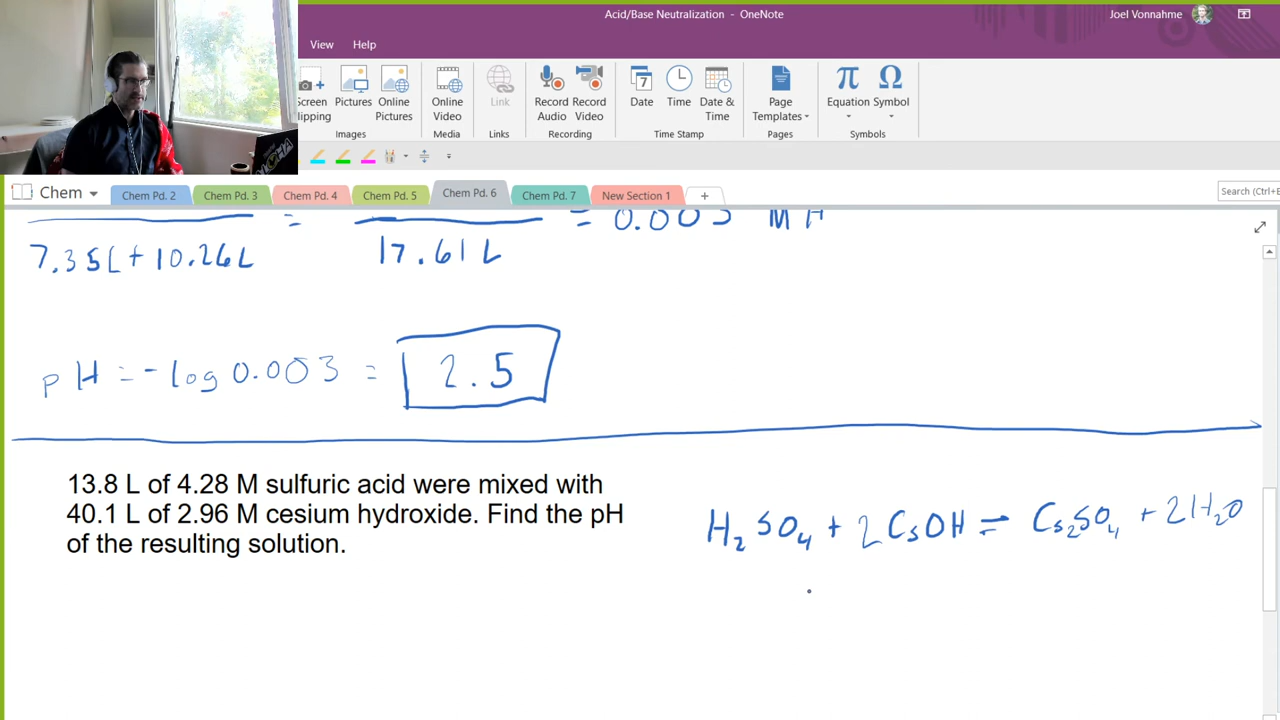 Acid/Base Neutralization - OneNote
Joel Vonnahme
View Help
Screen Clipping
Pictures
Online Pictures
Online Video
Link
Record Audio
Record Video
Date
Time
Date & Time
Page Templates
Equation
Symbol
Images
Media
Links
Recording
Time Stamp
Pages
Symbols
Chem
Chem Pd. 2
Chem Pd. 3
Chem Pd. 4
Chem Pd. 5
Chem Pd. 6
Chem Pd. 7
New Section 1
+
Search (Ctrl+E
= = 0.003 M H
7.35L+10.26L 17.61 L
pH = -log 0.003 = 2.5
13.8 L of 4.28 M sulfuric acid were mixed with
40.1 L of 2.96 M cesium hydroxide. Find the pH
of the resulting solution.
H₂SO₄ + 2CsOH ⇌ Cs₂SO₄ + 2H₂O